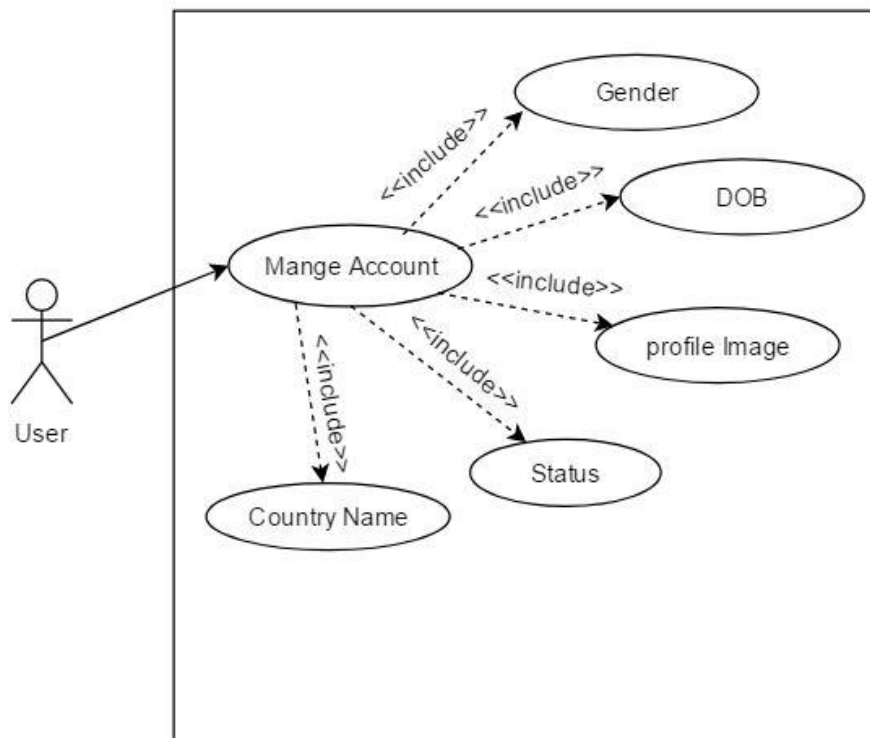 Gender
<<include>>
<<include>>
DOB
Mange Account
<<include>>
profile Image
<<include>>
<<include>>
User
Status
Country Name